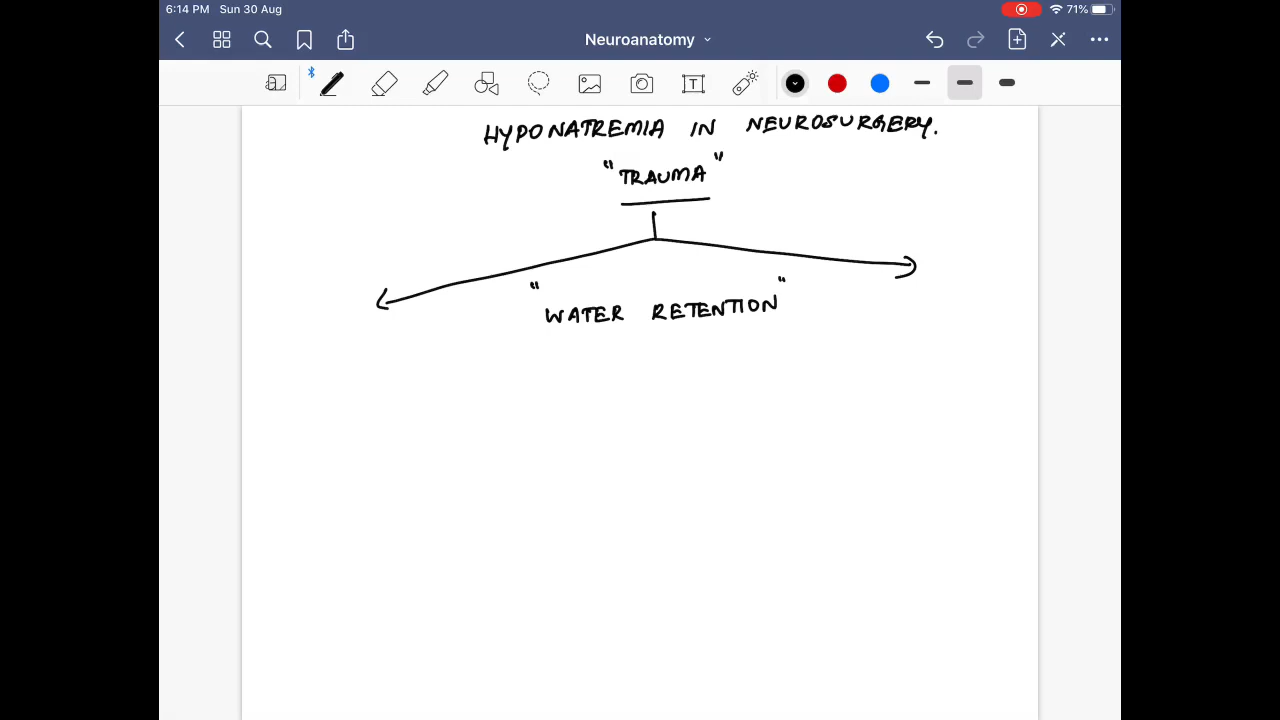 6:14 PM Sun 30 Aug 71%
Neuroanatomy
T
HYPONATREMIA IN NEUROSURGERY.
"TRAUMA"
"WATER RETENTION"